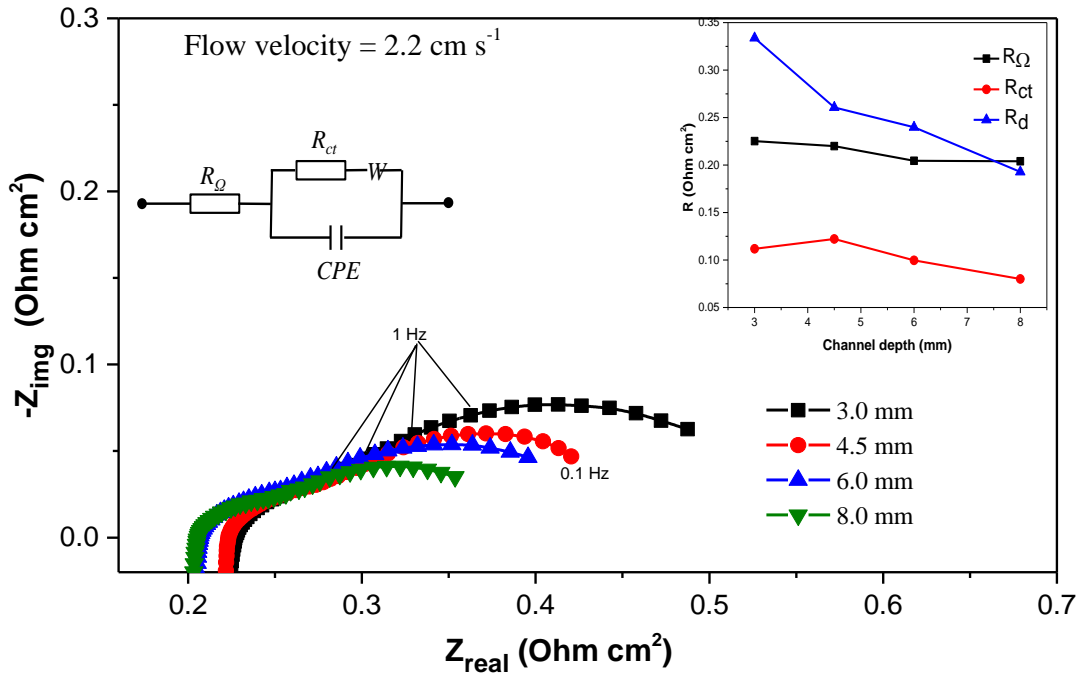 Flow velocity = 2.2 cm s⁻¹
-Z_img (Ohm cm²)
0.3
0.2
0.1
0.0
0.2
0.3
0.4
0.5
0.6
0.7
Z_real (Ohm cm²)
R_Ω
R_ct
W
CPE
1 Hz
0.1 Hz
3.0 mm
4.5 mm
6.0 mm
8.0 mm
R (Ohm cm²)
0.35
0.30
0.25
0.20
0.15
0.10
0.05
3
4
5
6
7
8
Channel depth (mm)
RΩ
Rct
Rd